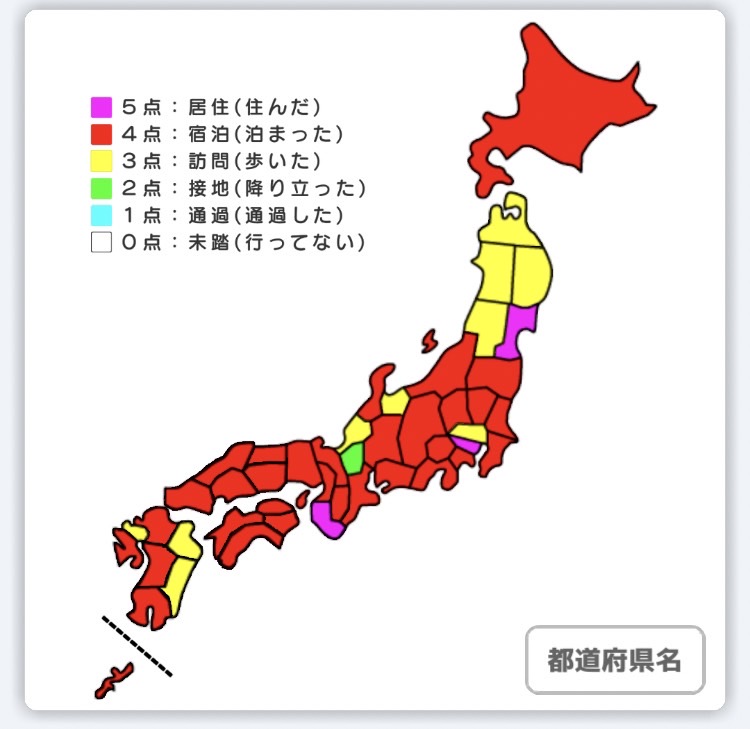 5点：居住(住んだ)
4点：宿泊(泊まった)
3点：訪問(歩いた)
2点：接地(降り立った)
1点：通過(通過した)
0点：未踏(行ってない)
都道府県名